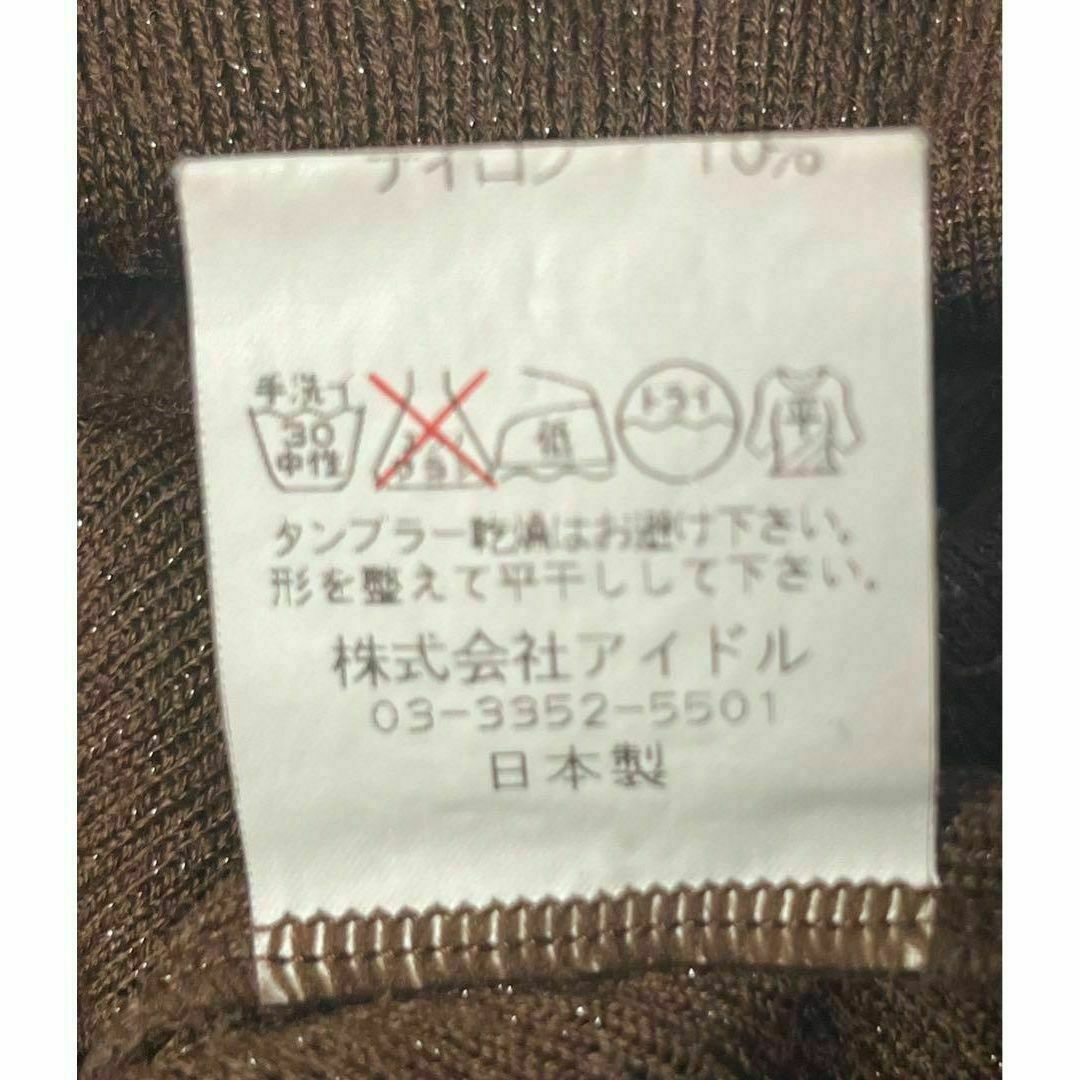 ナイロン 10%
手洗イ
30
中性
低
ドライ
平
タンブラー乾燥はお避け下さい。
形を整えて平干しして下さい。
株式会社アイドル
03-3352-5501
日本製